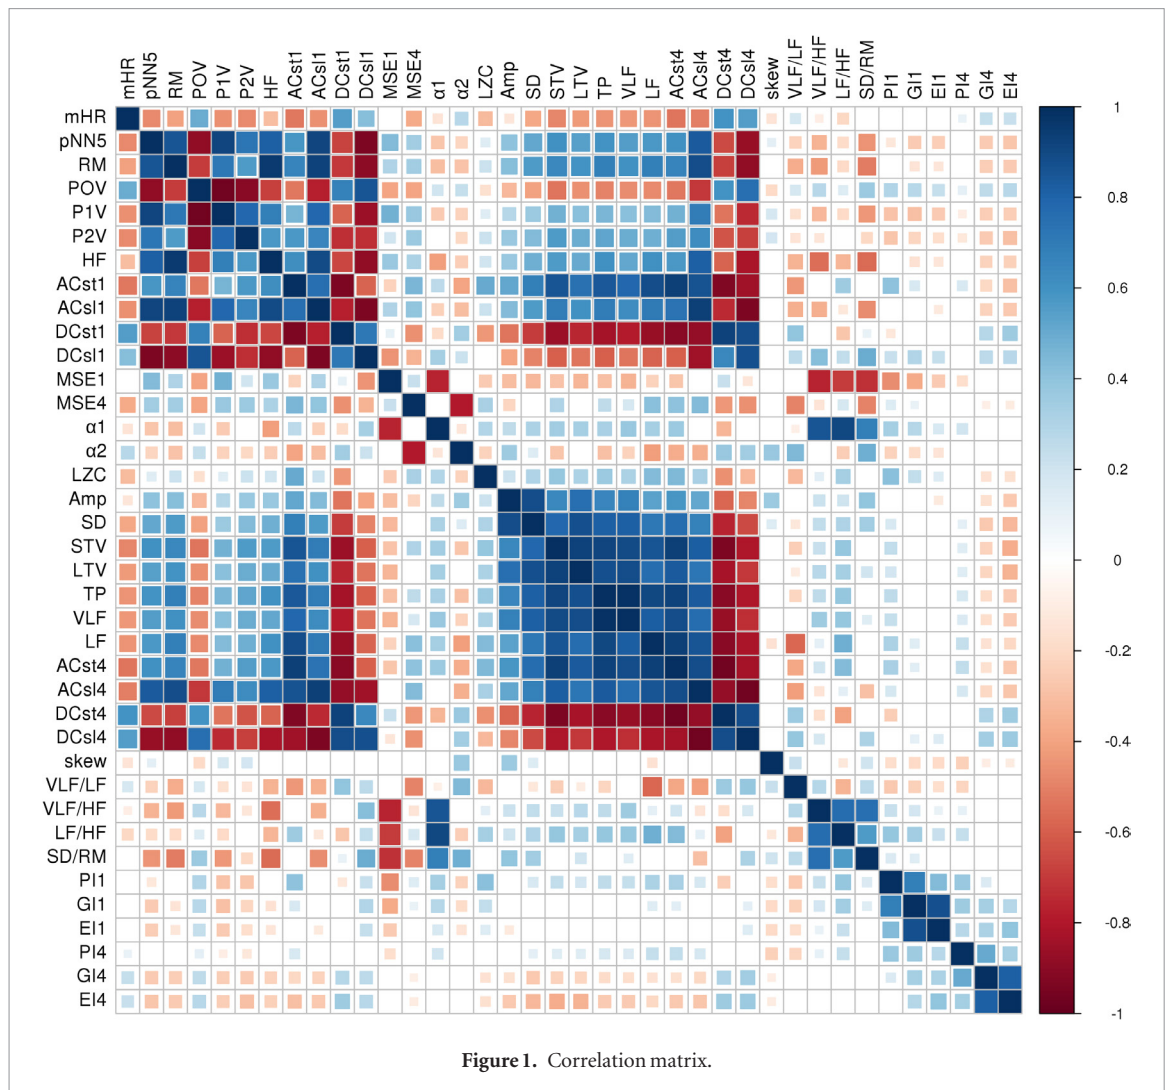 mHR pNN5 RM POV P1V P2V HF ACst1 ACsl1 DCst1 DCsl1 MSE1 MSE4 α1 α2 LZC Amp SD STV LTV TP VLF LF ACst4 ACsl4 DCst4 DCsl4 skew VLF/LF VLF/HF LF/HF SD/RM PI1 GI1 EI1 PI4 GI4 EI4
mHR
pNN5
RM
POV
P1V
P2V
HF
ACst1
ACsl1
DCst1
DCsl1
MSE1
MSE4
α1
α2
LZC
Amp
SD
STV
LTV
TP
VLF
LF
ACst4
ACsl4
DCst4
DCsl4
skew
VLF/LF
VLF/HF
LF/HF
SD/RM
PI1
GI1
EI1
PI4
GI4
EI4
1
0.8
0.6
0.4
0.2
0
-0.2
-0.4
-0.6
-0.8
-1
Figure 1. Correlation matrix.